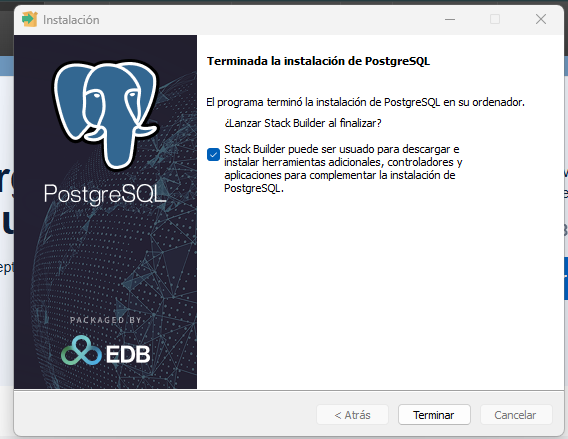 Instalación
Terminada la instalación de PostgreSQL
El programa terminó la instalación de PostgreSQL en su ordenador.
¿Lanzar Stack Builder al finalizar?
Stack Builder puede ser usuado para descargar e
instalar herramientas adicionales, controladores y
aplicaciones para complementar la instalación de
PostgreSQL.
PostgreSQL
PACKAGED BY
EDB
< Atrás
Terminar
Cancelar